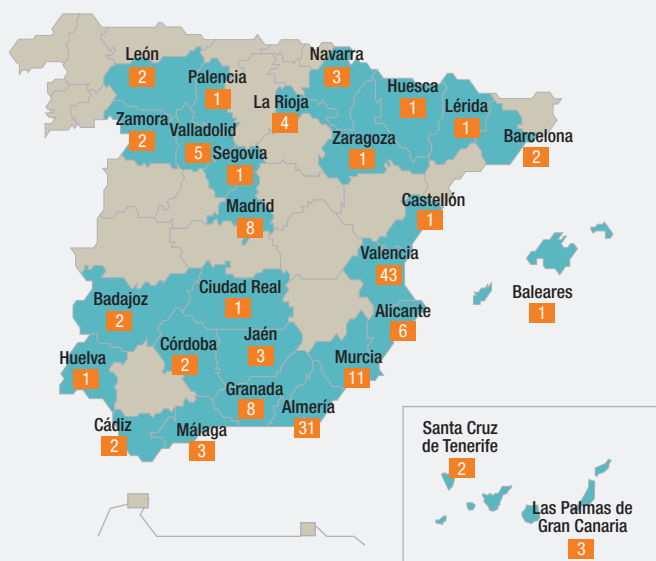 León
2
Palencia
1
Navarra
3
Huesca
1
Lérida
1
La Rioja
4
Zamora
2
Valladolid
5
Segovia
1
Zaragoza
1
Barcelona
2
Madrid
8
Castellón
1
Valencia
43
Baleares
1
Ciudad Real
1
Badajoz
2
Alicante
6
Jaén
3
Córdoba
2
Huelva
1
Murcia
11
Granada
8
Almería
31
Cádiz
2
Málaga
3
Santa Cruz
de Tenerife
2
Las Palmas de
Gran Canaria
3